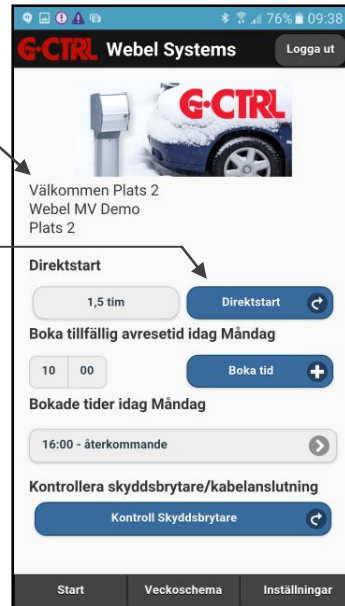 76% 09:38
G-CTRL Webel Systems Logga ut
G-CTRL
Välkommen Plats 2
Webel MV Demo
Plats 2
Direktstart
1,5 tim Direktstart
Boka tillfällig avresetid idag Måndag
10 00 Boka tid
Bokade tider idag Måndag
16:00 - återkommande
Kontrollera skyddsbrytare/kabelanslutning
Kontroll Skyddsbrytare
Start Veckoschema Inställningar